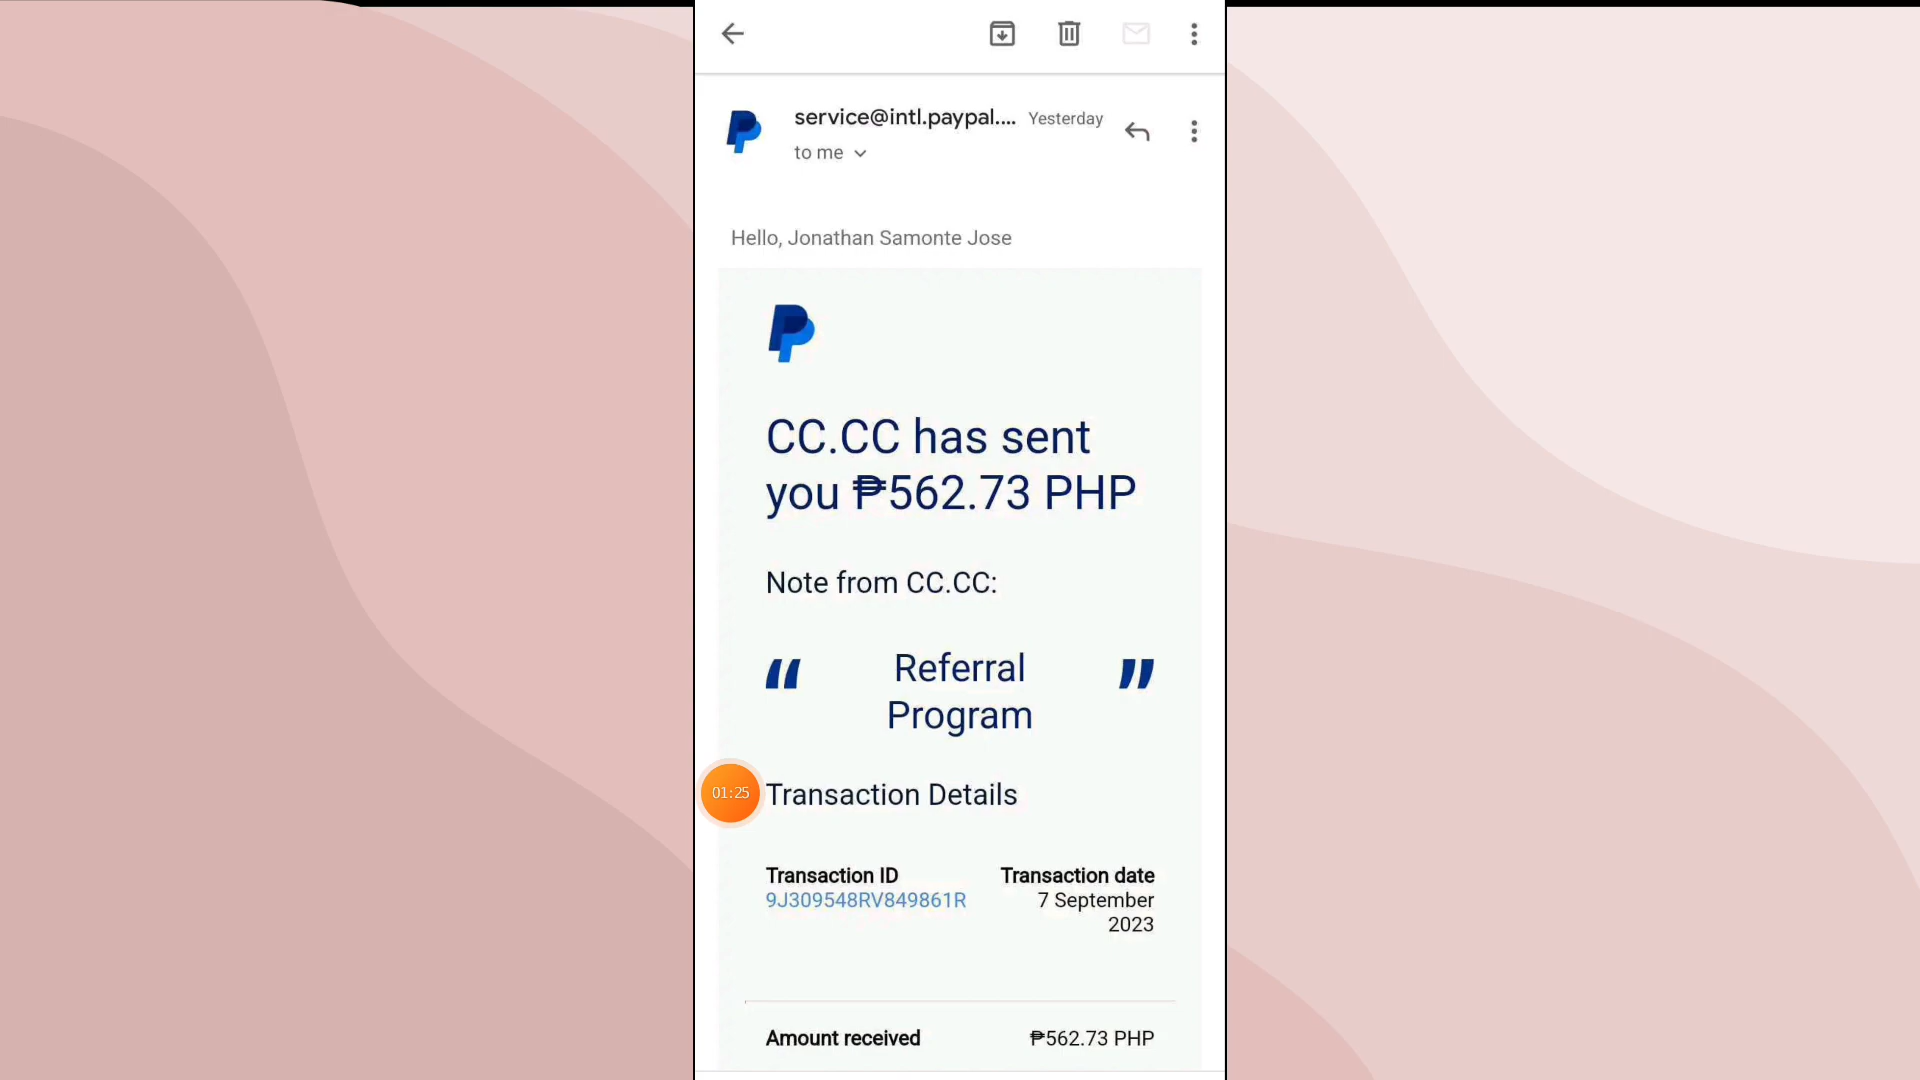 service@intl.paypal.... Yesterday
to me
Hello, Jonathan Samonte Jose
CC.CC has sent
you ₱562.73 PHP
Note from CC.CC:
“ Referral ”
Program
01:25
Transaction Details
Transaction ID Transaction date
9J309548RV849861R 7 September
2023
Amount received ₱562.73 PHP